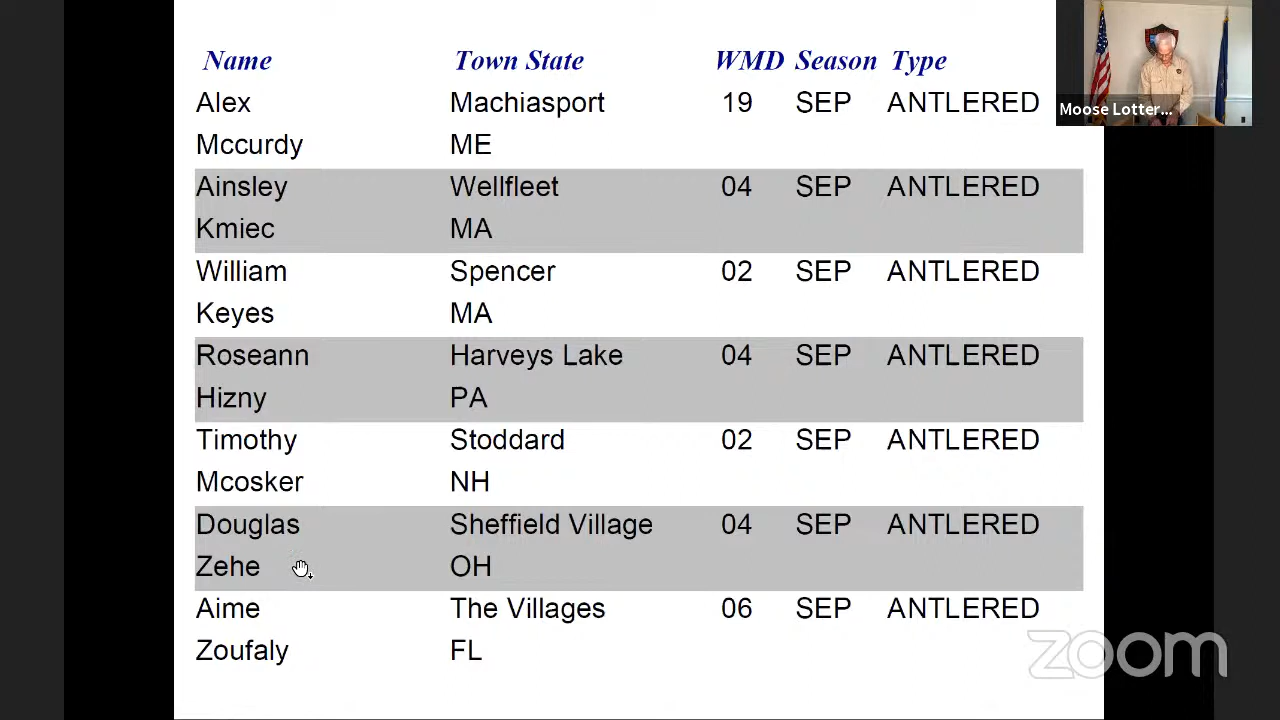 Name Town State WMD Season Type
Alex Machiasport 19 SEP ANTLERED
Mccurdy ME
Ainsley Wellfleet 04 SEP ANTLERED
Kmiec MA
William Spencer 02 SEP ANTLERED
Keyes MA
Roseann Harveys Lake 04 SEP ANTLERED
Hizny PA
Timothy Stoddard 02 SEP ANTLERED
Mcosker NH
Douglas Sheffield Village 04 SEP ANTLERED
Zehe OH
Aime The Villages 06 SEP ANTLERED
Zoufaly FL
Moose Lotter...
zoom